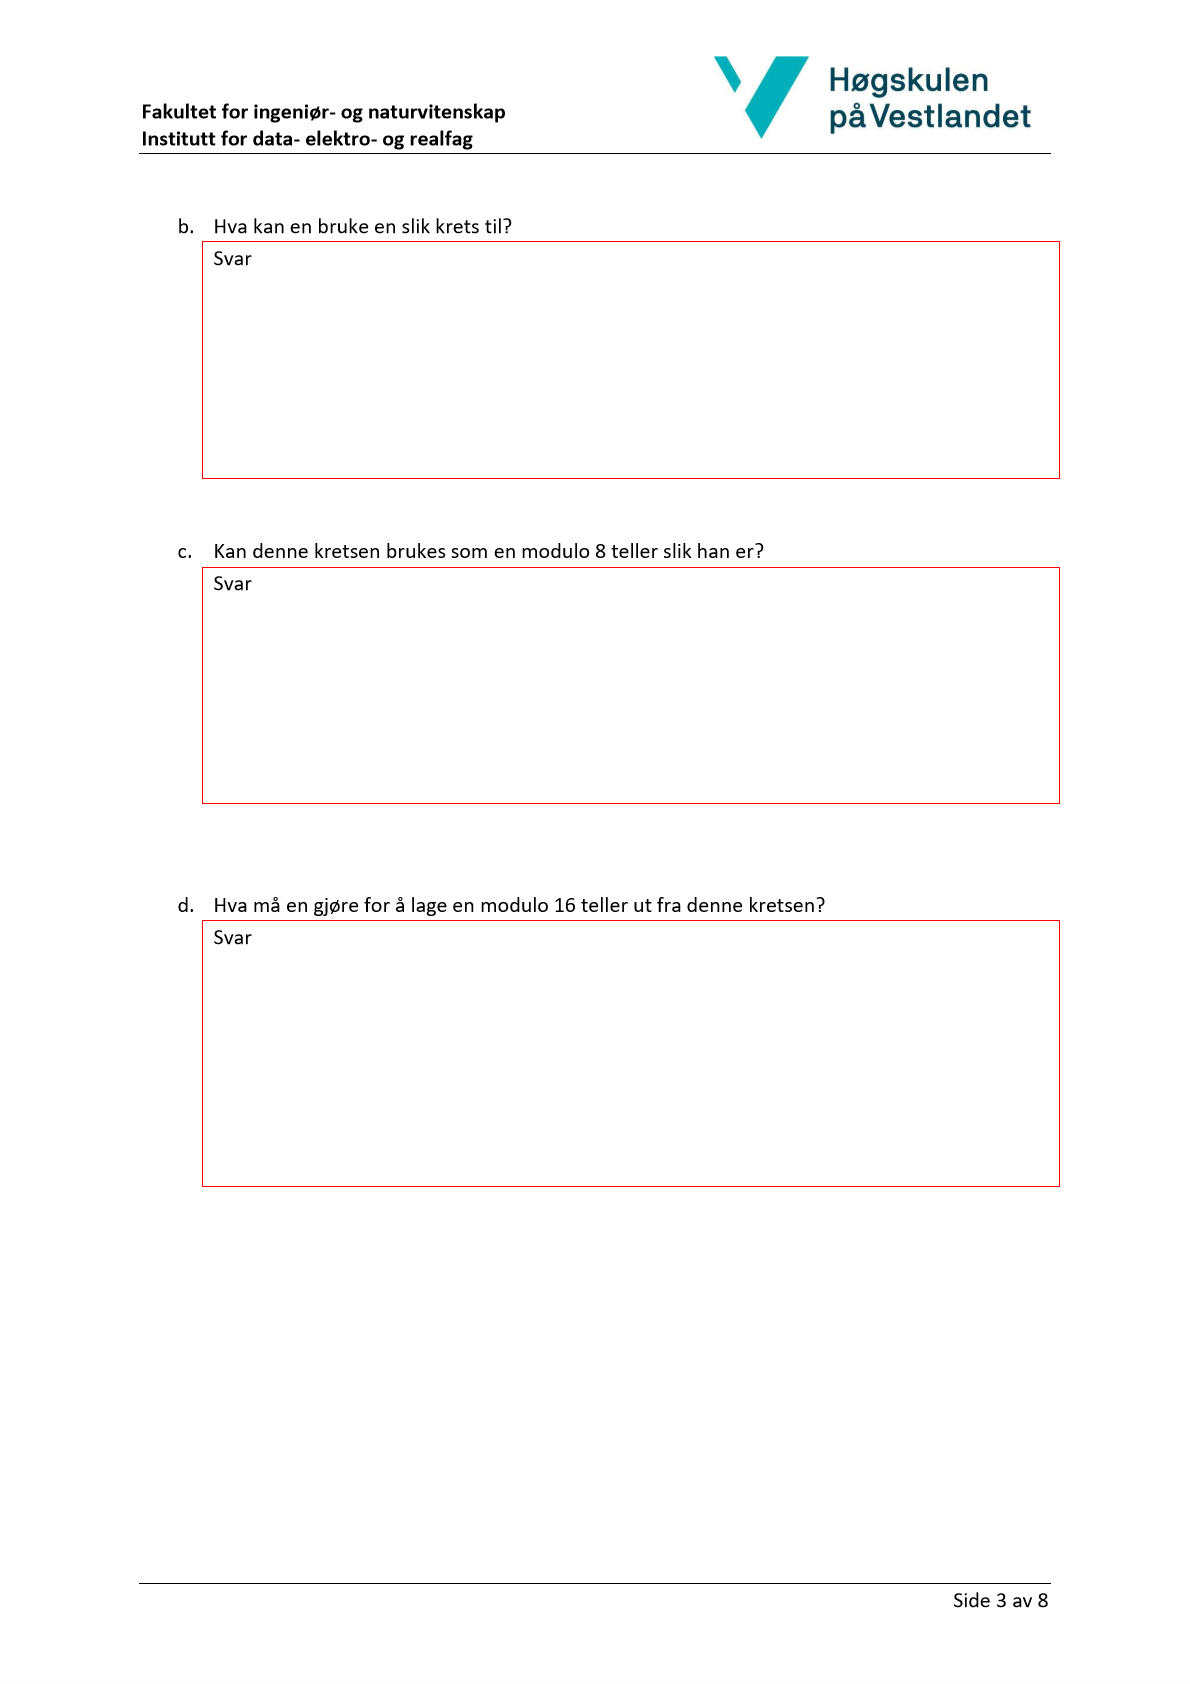 Høgskulen
på Vestlandet
Fakultet for ingeniør- og naturvitenskap
Institutt for data- elektro- og realfag
b. Hva kan en bruke en slik krets til?
Svar
c. Kan denne kretsen brukes som en modulo 8 teller slik han er?
Svar
d. Hva må en gjøre for å lage en modulo 16 teller ut fra denne kretsen?
Svar
Side 3 av 8